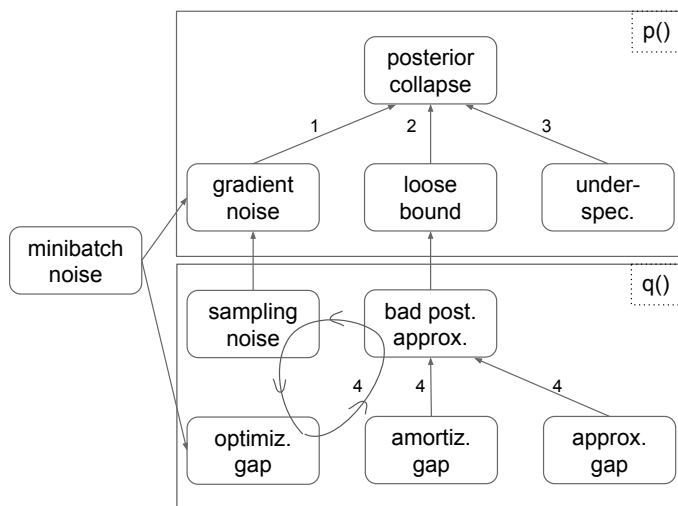 p()
posterior
collapse
1
2
3
gradient
noise
loose
bound
under-
spec.
minibatch
noise
q()
sampling
noise
bad post.
approx.
4
4
4
optimiz.
gap
amortiz.
gap
approx.
gap